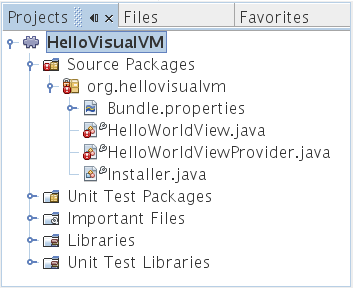 Projects Files Favorites
HelloVisualVM
Source Packages
org.hellovisualvm
Bundle.properties
HelloWorldView.java
HelloWorldViewProvider.java
Installer.java
Unit Test Packages
Important Files
Libraries
Unit Test Libraries